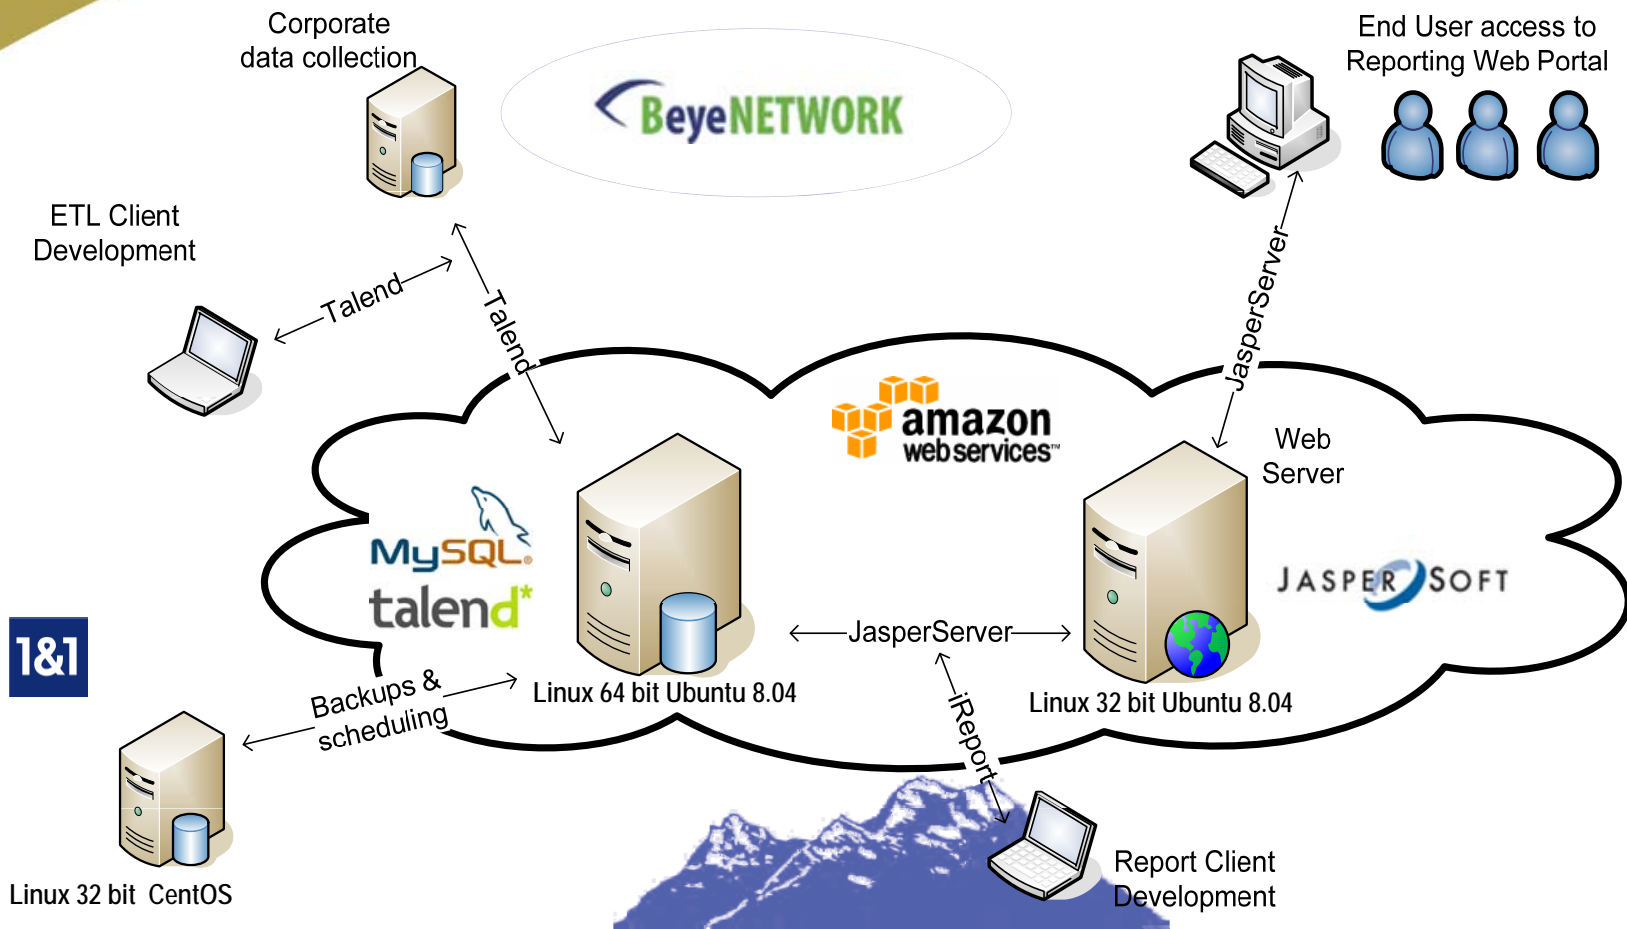 Corporate
data collection
BeyeNETWORK
End User access to
Reporting Web Portal
ETL Client
Development
Talend
Talend
JasperServer
amazon
webservices™
Web
Server
MySQL®
talend*
JASPERSOFT
1&1
JasperServer
Backups &
scheduling
Linux 64 bit Ubuntu 8.04
iReport
Linux 32 bit Ubuntu 8.04
Report Client
Development
Linux 32 bit CentOS